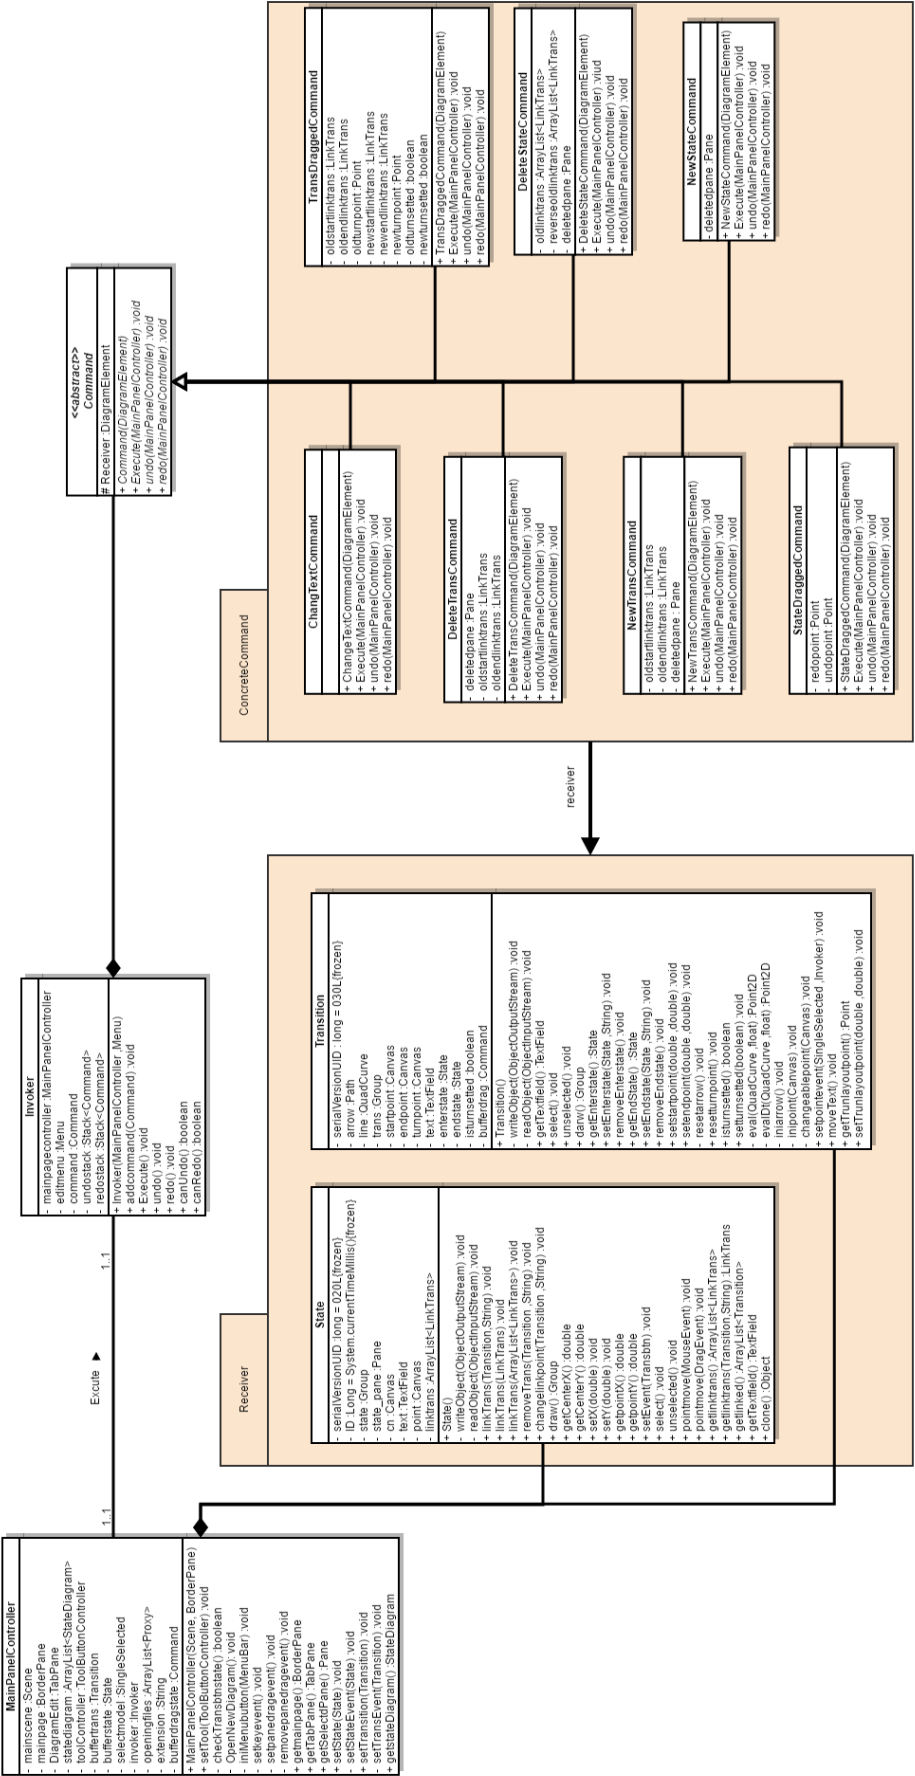 MainPanelController
- mainscene :Scene
- mainpage :BorderPane
- DiagramEdit :TabPane
- statediagram :ArrayList<StateDiagram>
- toolController :ToolButtonController
- buffertrans :Transition
- bufferstate :State
- selectmodel :SingleSelected
- invoker :Invoker
- openingfiles :ArrayList<Proxy>
- extension :String
- bufferdragstate :Command
+ MainPanelController(Scene, BorderPane)
+ setTool(ToolButtonController) :void
- checkTransbtnstate() :boolean
- OpenNewDiagram(): void
- iniMenubutton(MenuBar) :void
- setkeyevent() :void
- setpanedragevent() :void
- removepanedragevent() :void
+ getmainpage() :BorderPane
+ getTabPane() :TabPane
+ getSelectdPane() :Pane
+ setState(State) :void
- setStateEvent(State) :void
+ setTransition(Transition) :void
- setTransEvent(Transition) :void
+ getstateDiagram() :StateDiagram
1..1
Excute ►
1..1
Invoker
- mainpagecontroller :MainPanelController
- editmenu :Menu
- command :Command
- undostack :Stack<Command>
- redostack :Stack<Command>
+ Invoker(MainPanelController ,Menu)
+ addcommand(Command) :void
+ Execute() :void
+ undo() :void
+ redo() :void
+ canUndo() :boolean
+ canRedo() :boolean
<<abstract>>
Command
# Receiver :DiagramElement
+ Command(DiagramElement)
+ Execute(MainPanelController) :void
+ undo(MainPanelController) :void
+ redo(MainPanelController) :void
Receiver
State
- serialVersionUID :long = 020L{frozen}
- ID :Long = System.currentTimeMillis(){frozen}
- state :Group
- state_pane :Pane
- cn :Canvas
- text :TextField
- point :Canvas
- linktrans :ArrayList<LinkTrans>
+ State()
- writeObject(ObjectOutputStream) :void
- readObject(ObjectInputStream) :void
+ linkTrans(Transition,String) :void
+ linkTrans(LinkTrans) :void
+ linkTrans(ArrayList<LinkTrans>) :void
+ removeTrans(Transition ,String) :void
+ changelinkpoint(Transition ,String) :void
+ draw() :Group
+ getCenterX() :double
+ getCenterY() :double
+ setX(double) :void
+ setY(double) :void
+ getpointX() :double
+ getpointY() :double
+ setEvent(Transbtn) :void
+ select() :void
+ unselected() :void
+ pointmove(MouseEvent) :void
+ pointmove(DragEvent) :void
+ getlinktrans() :ArrayList<LinkTrans>
+ getlinktrans(Transition,String) :LinkTrans
+ getlinked() :ArrayList<Transition>
+ getTextfield() :TextField
+ clone() :Object
Transition
- serialVersionUID : long = 030L{frozen}
- arrow :Path
- line :QuadCurve
- trans :Group
- startpoint :Canvas
- endpoint :Canvas
- turnpoint :Canvas
- text :TextField
- enterstate :State
- endstate :State
- isturnsetted :boolean
- bufferdrag :Command
+ Transition()
- writeObject(ObjectOutputStream) :void
- readObject(ObjectInputStream) :void
+ getTextfield() :TextField
+ select() :void
+ unselected() :void
+ darw() :Group
+ getEnterstate() :State
+ setEnterstate(State ,String) :void
+ removeEnterstate() :void
+ getEndState() :State
+ setEndstate(State ,String) :void
+ removeEndstate() :void
+ setstartpoint(double ,double) :void
+ setendpoint(double ,double) :void
- resetarrow() :void
- resetturnpoint() :void
+ isturnsetted() :boolean
+ setturnsetted(boolean) :void
- eval(QuadCurve ,float) :Point2D
- evalDt(QuadCurve ,float) :Point2D
- iniarrow() :void
- inipoint(Canvas) :void
- changeablepoint(Canvas) :void
+ setpointevent(SingleSelected ,Invoker) :void
+ moveText() :void
+ getTrunlayoutpoint() :Point
+ setTrunlayoutpoint(double ,double) :void
receiver
ConcreteCommand
ChangTextCommand
+ ChangeTextCommand(DiagramElement)
+ Execute(MainPanelController) :void
+ undo(MainPanelController) :void
+ redo(MainPanelController) :void
DeleteTransCommand
- deletedpane :Pane
- oldstartlinktrans :LinkTrans
- oldendlinktrans :LinkTrans
+ DeleteTransCommand(DiagramElement)
+ Execute(MainPanelController) :void
+ undo(MainPanelController) :void
+ redo(MainPanelController) :void
NewTransCommand
- oldstartlinktrans :LinkTrans
- oldendlinktrans :LinkTrans
- deletedpane : Pane
+ NewTransCommand(DiagramElement)
+ Execute(MainPanelController) :void
+ undo(MainPanelController) :void
+ redo(MainPanelController) :void
StateDraggedCommand
- redopoint :Point
- undopoint :Point
+ StateDraggedCommand(DiagramElement)
+ Execute(MainPanelController) :void
+ undo(MainPanelController) :void
+ redo(MainPanelController) :void
TransDraggedCommand
- oldstartlinktrans :LinkTrans
- oldendlinktrans :LinkTrans
- oldturnpoint :Point
- newstartlinktrans :LinkTrans
- newendlinktrans :LinkTrans
- newturnpoint :Point
- oldturnsetted :boolean
- newturnsetted :boolean
+ TransDraggedCommand(DiagramElement)
+ Execute(MainPanelController) :void
+ undo(MainPanelController) :void
+ redo(MainPanelController) :void
DeleteStateCommand
- oldlinktrans :ArrayList<LinkTrans>
- reverseoldlinktrans :ArrayList<LinkTrans>
- deletedpane :Pane
+ DeleteStateCommand(DiagramElement)
+ Execute(MainPanelController) :viud
+ undo(MainPanelController) :void
+ redo(MainPanelController) :void
NewStateCommand
- deletedpane :Pane
+ NewStateCommand(DiagramElement)
+ Execute(MainPanelController) :void
+ undo(MainPanelController) :void
+ redo(MainPanelController) :void